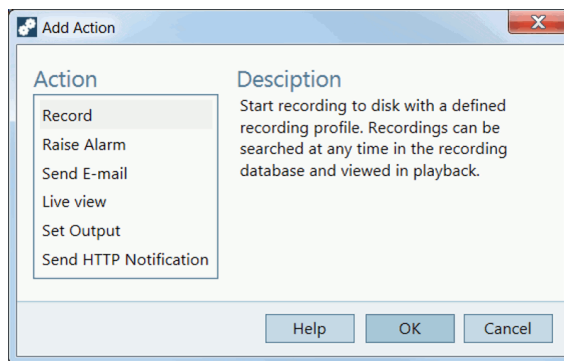 Add Action
Action
Record
Raise Alarm
Send E-mail
Live view
Set Output
Send HTTP Notification
Desciption
Start recording to disk with a defined
recording profile. Recordings can be
searched at any time in the recording
database and viewed in playback.
Help
OK
Cancel